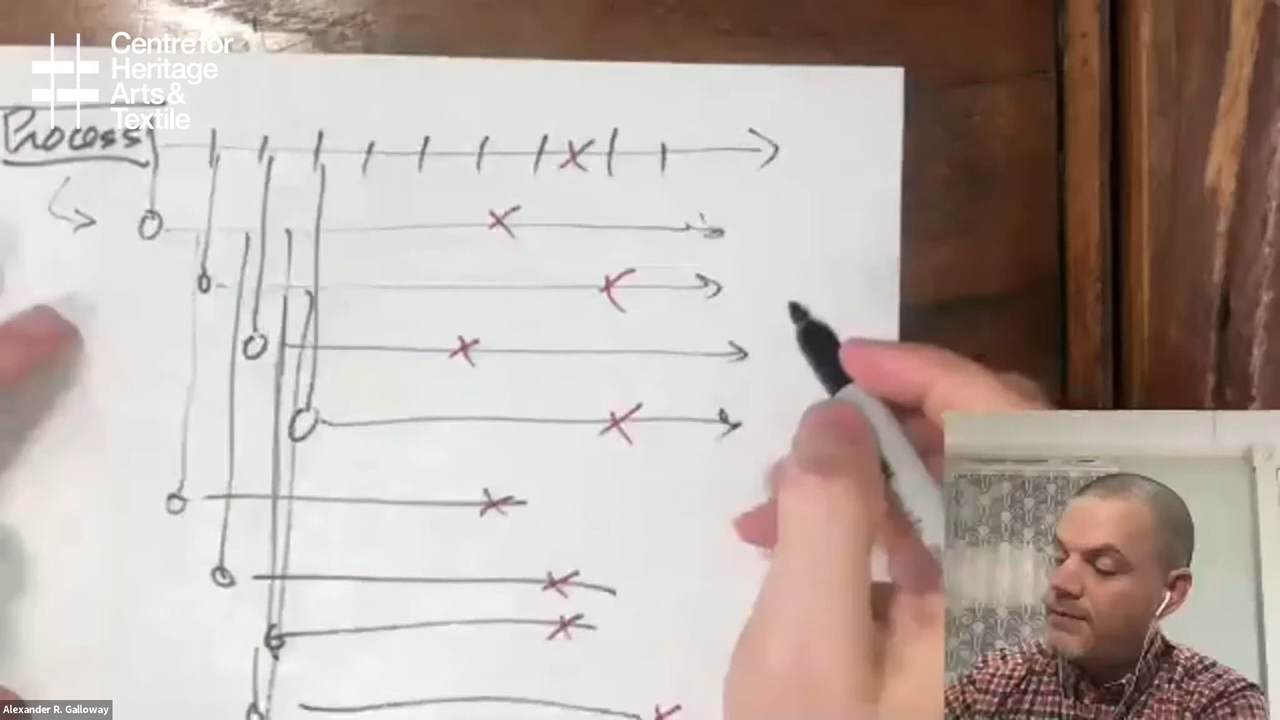 Centre for
Heritage
Arts &
Textile
Process
Alexander R. Galloway